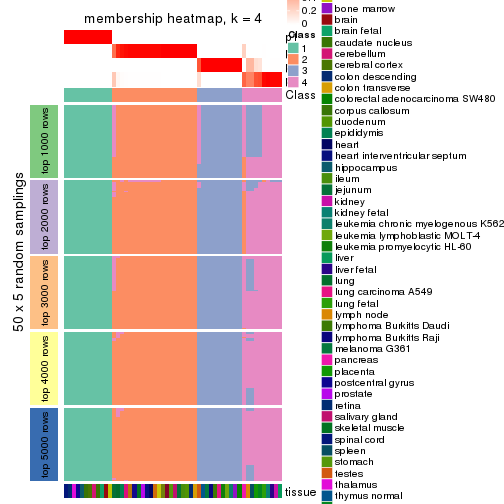 membership heatmap, k = 4
50 x 5 random samplings
top 1000 rows
top 2000 rows
top 3000 rows
top 4000 rows
top 5000 rows
0.2
0
Class
1
2
3
4
Class
tissue
bone marrow
brain
brain fetal
caudate nucleus
cerebellum
cerebral cortex
colon descending
colon transverse
colorectal adenocarcinoma SW480
corpus callosum
duodenum
epididymis
heart
heart interventricular septum
hippocampus
ileum
jejunum
kidney
kidney fetal
leukemia chronic myelogenous K562
leukemia lymphoblastic MOLT-4
leukemia promyelocytic HL-60
liver
liver fetal
lung
lung carcinoma A549
lung fetal
lymph node
lymphoma Burkitts Daudi
lymphoma Burkitts Raji
melanoma G361
pancreas
placenta
postcentral gyrus
prostate
retina
salivary gland
skeletal muscle
spinal cord
spleen
stomach
testes
thalamus
thymus normal